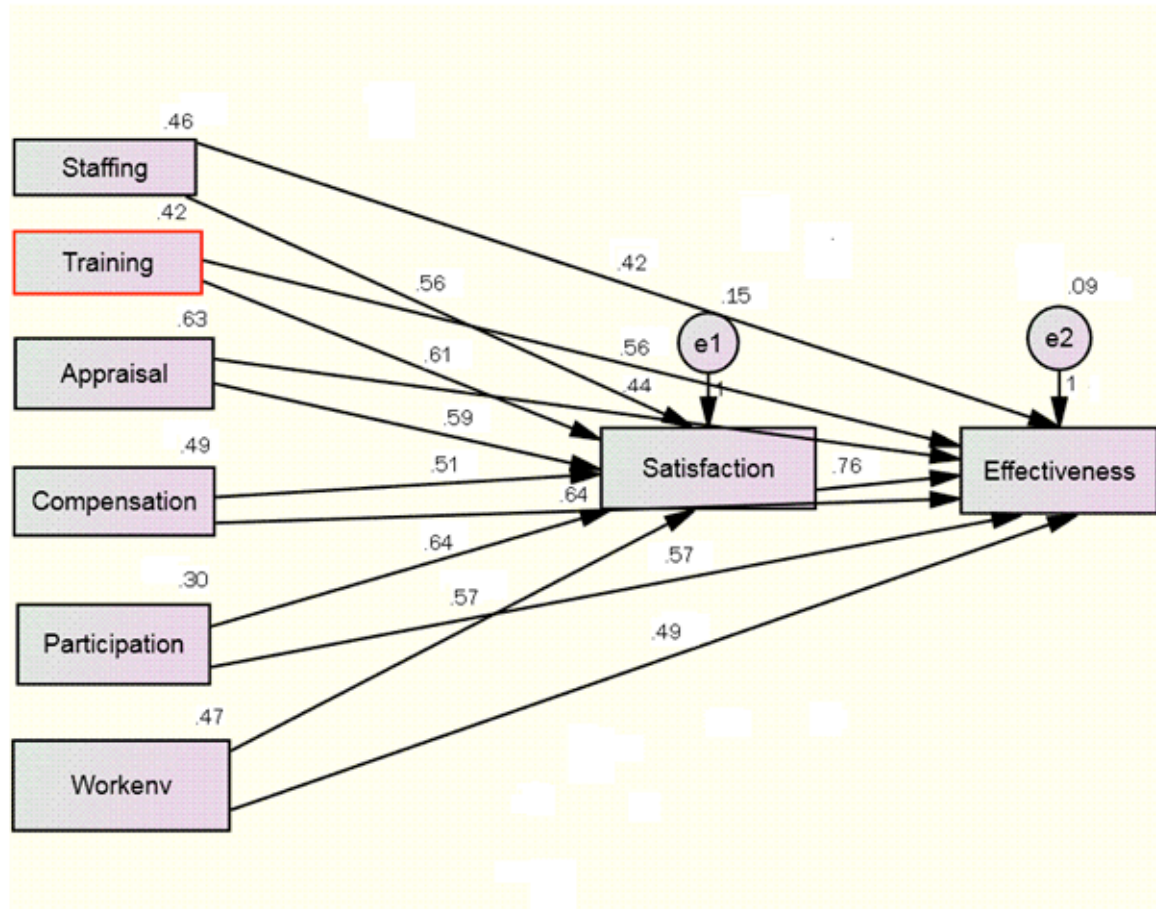 .46
Staffing
.42
Training
.42
.56
.15
.09
e1
e2
.63
.61
.56
Appraisal
.44
1
1
.59
.49
.51
Satisfaction
.76
Effectiveness
Compensation
.64
.64
.57
.30
.57
Participation
.49
.47
Workenv